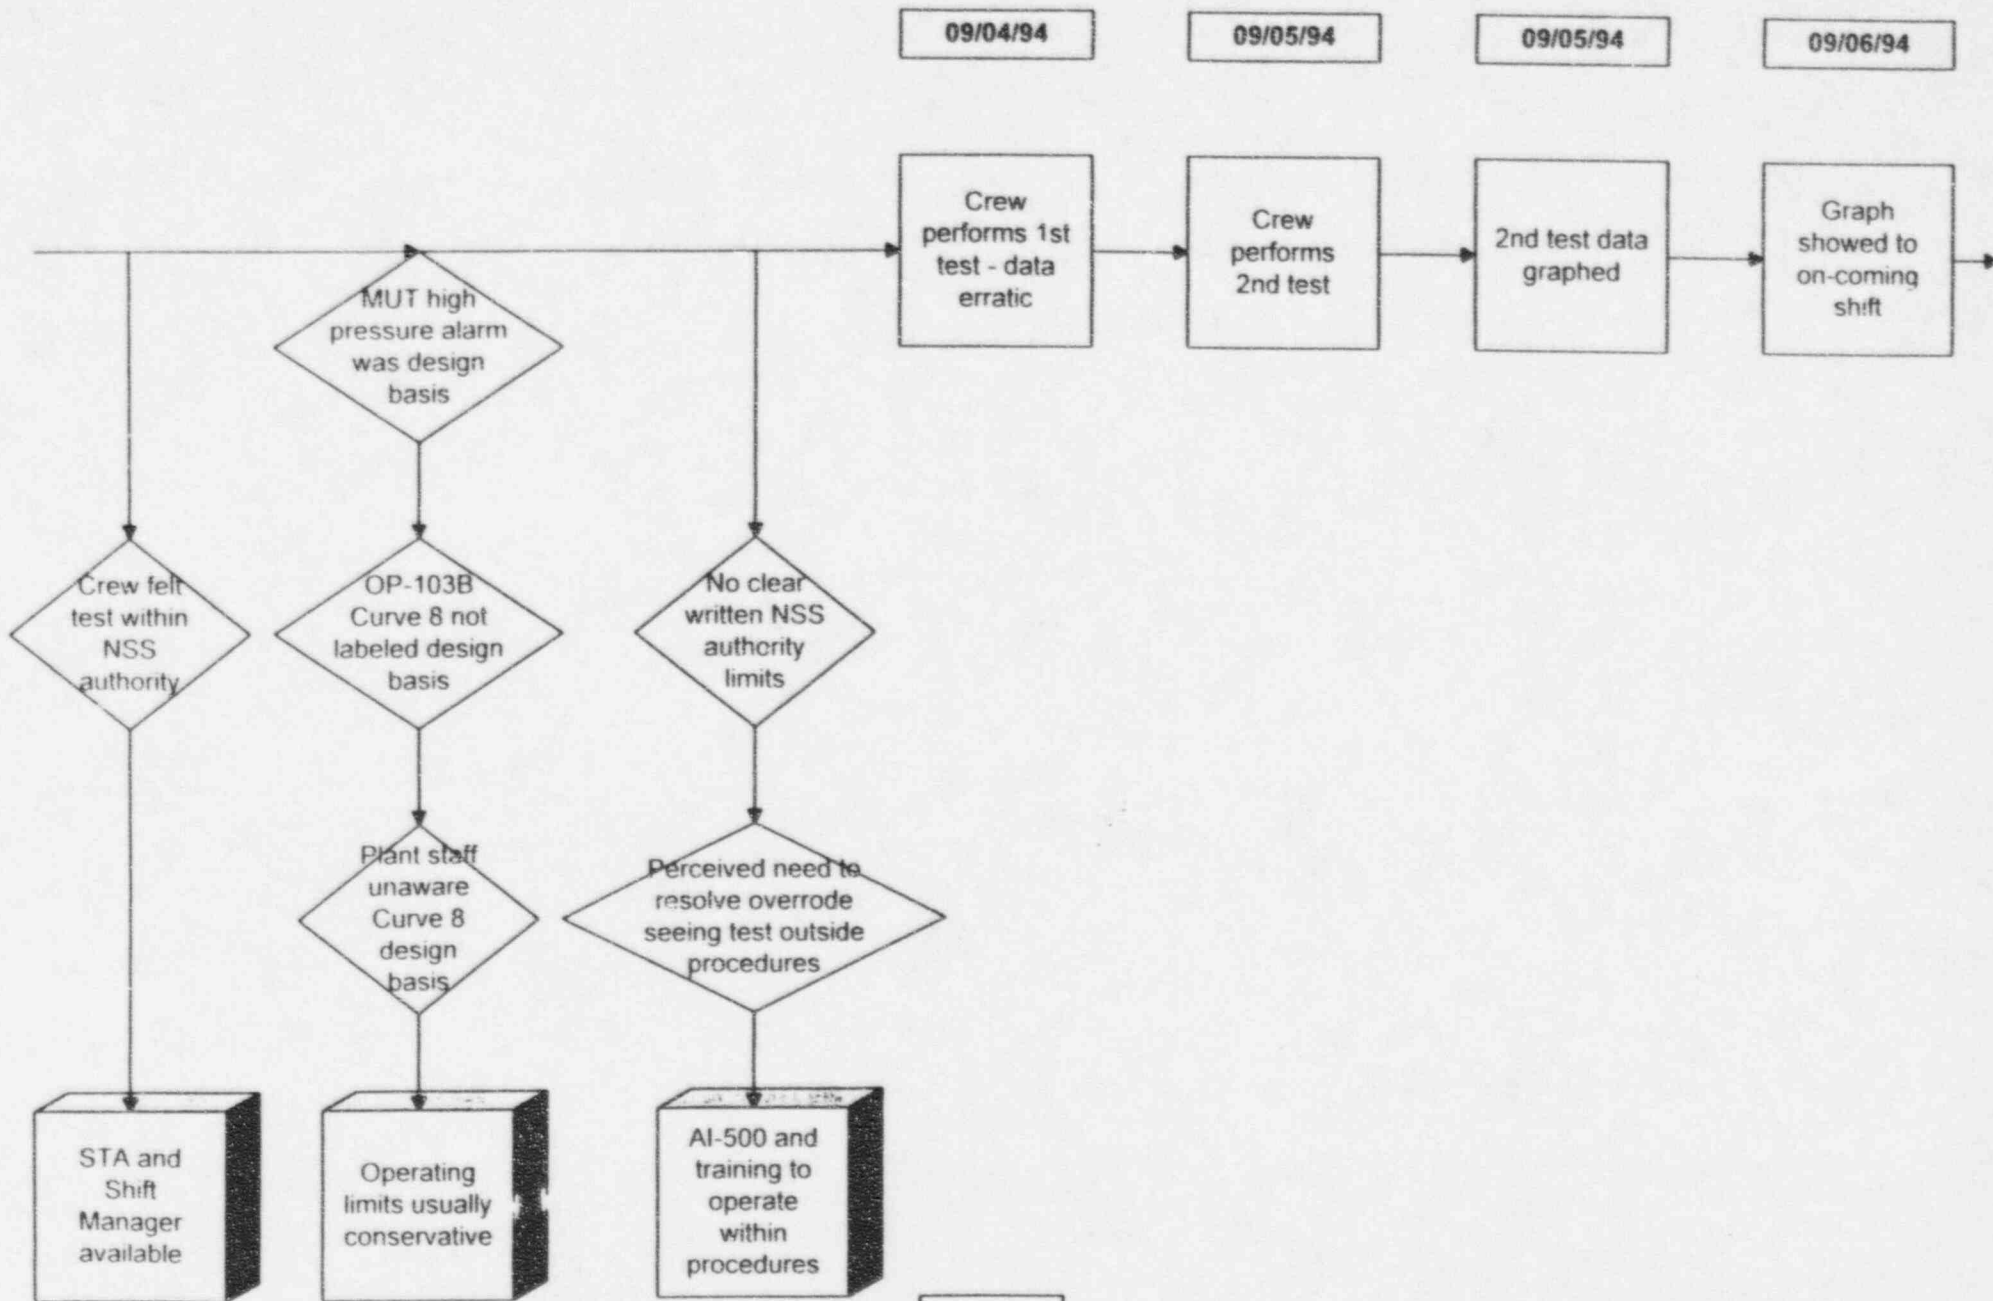 09/04/94
09/05/94
09/05/94
09/06/94
Crew
performs 1st
test - data
erratic
Crew
performs
2nd test
2nd test data
graphed
Graph
showed to
on-coming
shift
MUT high
pressure alarm
was design
basis
Crew felt
test within
NSS
authority
OP-103B
Curve 8 not
labeled design
basis
No clear
written NSS
authority
limits
Plant staff
unaware
Curve 8
design
basis
Perceived need to
resolve overrode
seeing test outside
procedures
STA and
Shift
Manager
available
Operating
limits usually
conservative
AI-500 and
training to
operate
within
procedures